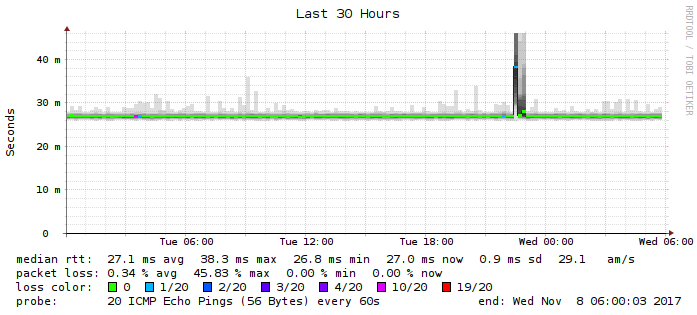 Last 30 Hours
RRDTOOL / TOBI OETIKER
Seconds
40 m
30 m
20 m
10 m
0
Tue 06:00 Tue 12:00 Tue 18:00 Wed 00:00 Wed 06:00
median rtt: 27.1 ms avg 38.3 ms max 26.8 ms min 27.0 ms now 0.9 ms sd 29.1 am/s
packet loss: 0.34 % avg 45.83 % max 0.00 % min 0.00 % now
loss color: 0 1/20 2/20 3/20 4/20 10/20 19/20
probe: 20 ICMP Echo Pings (56 Bytes) every 60s end: Wed Nov 8 06:00:03 2017